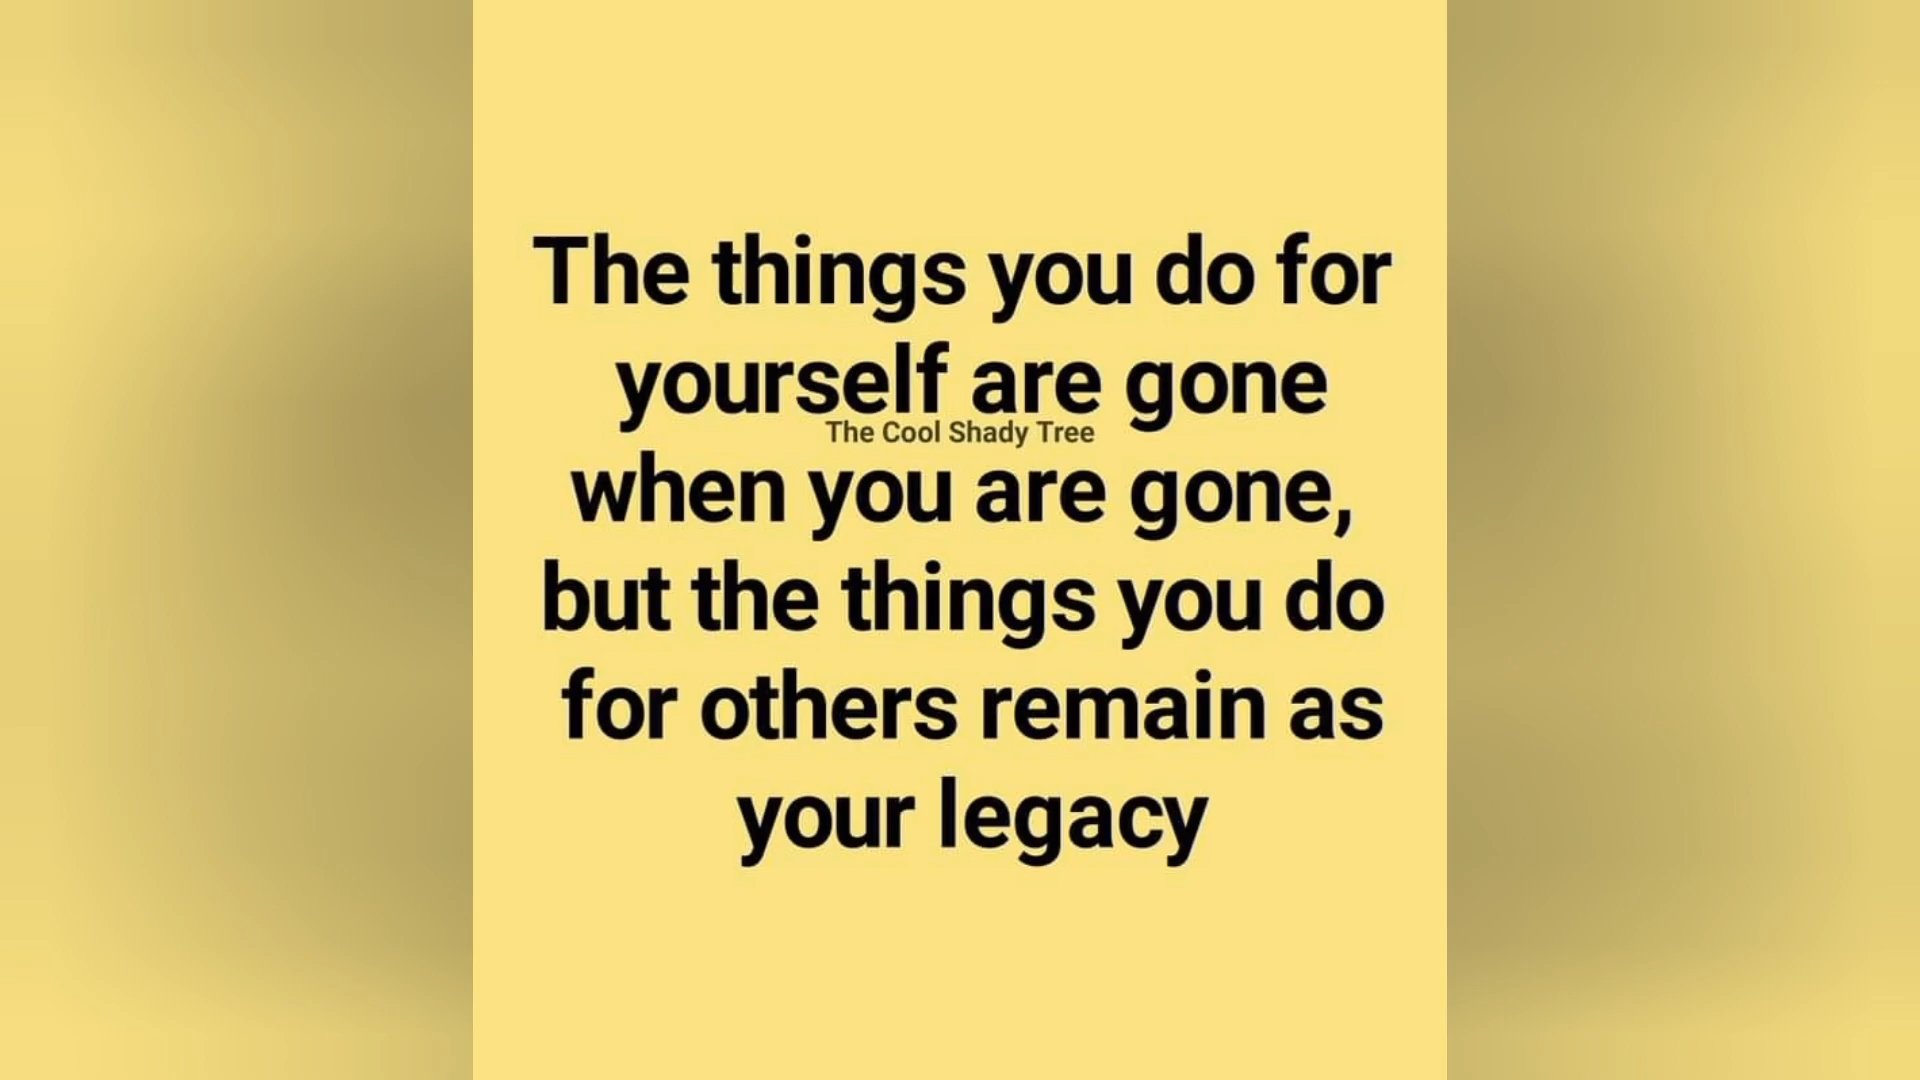 The things you do for
yourself are gone
The Cool Shady Tree
when you are gone,
but the things you do
for others remain as
your legacy